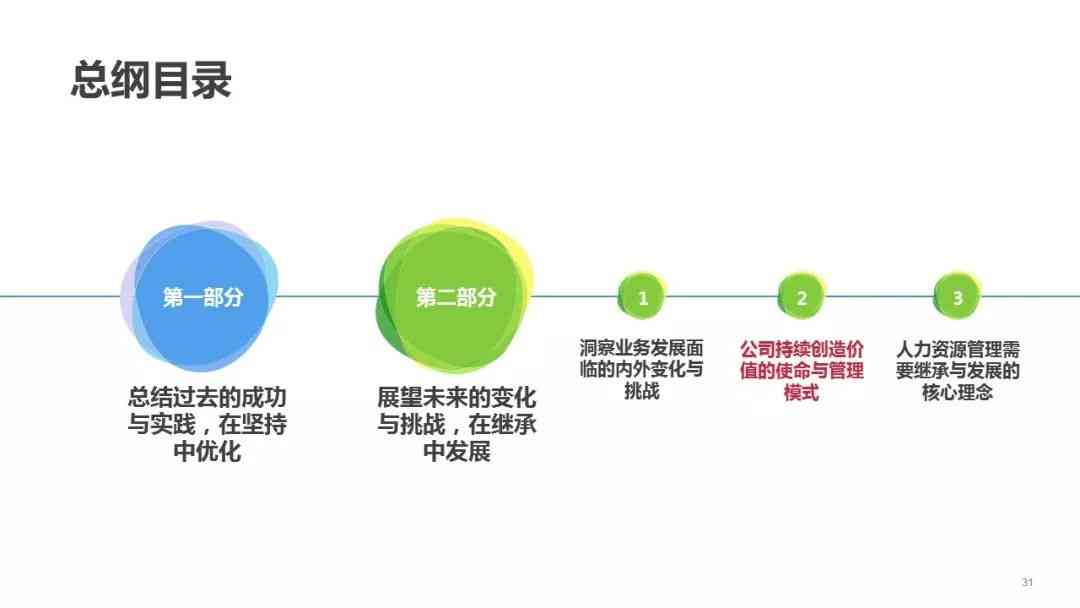 总纲目录
第一部分
总结过去的成功
与实践，在坚持
中优化
第二部分
展望未来的变化
与挑战，在继承
中发展
1
洞察业务发展面
临的内外变化与
挑战
2
公司持续创造价
值的使命与管理
模式
3
人力资源管理需
要继承与发展的
核心理念
31